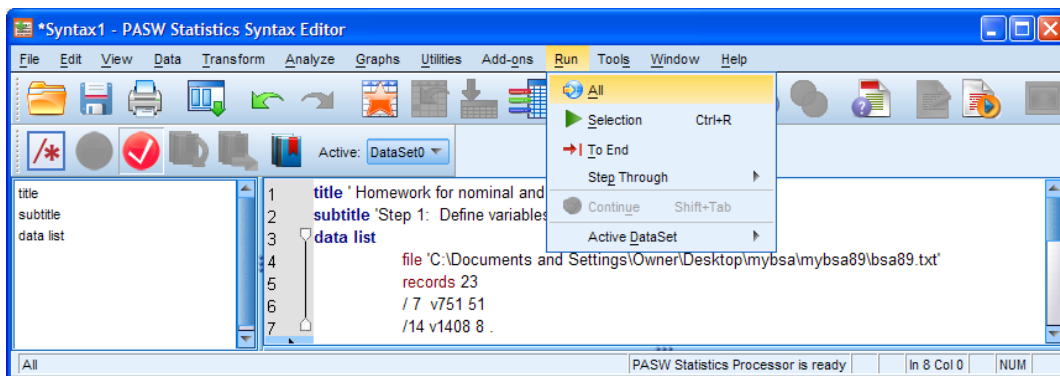 *Syntax1 - PASW Statistics Syntax Editor
File Edit View Data Transform Analyze Graphs Utilities Add-ons Run Tools Window Help
All
Selection Ctrl+R
To End
Step Through
Continue Shift+Tab
Active DataSet
/*
Active: DataSet0
title
subtitle
data list
1 title ' Homework for nominal and
2 subtitle 'Step 1: Define variables
3 data list
4 file 'C:\Documents and Settings\Owner\Desktop\mybsa\mybsa89\bsa89.txt'
5 records 23
6 / 7 v751 51
7 /14 v1408 8 .
All PASW Statistics Processor is ready In 8 Col 0 NUM